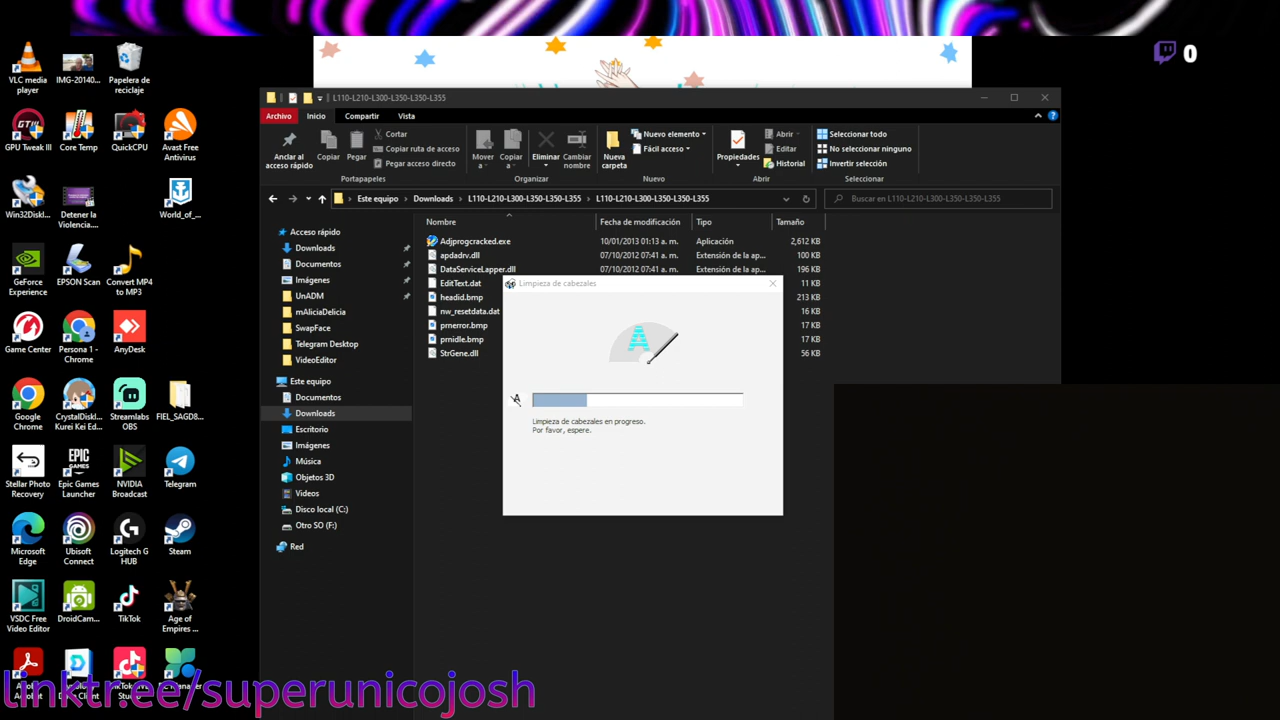 0
VLC media player
IMG-20140...
Papelera de reciclaje
GPU Tweak III
Core Temp
QuickCPU
Avast Free Antivirus
Win32Diskl...
Detener la Violencia....
World_of_...
GeForce Experience
EPSON Scan
Convert MP4 to MP3
Game Center
Persona 1 - Chrome
AnyDesk
Google Chrome
CrystalDiskl... Kurei Kei Ed...
Streamlabs OBS
FIEL_SAGD8...
Stellar Photo Recovery
Epic Games Launcher
NVIDIA Broadcast
Telegram
Microsoft Edge
Ubisoft Connect
Logitech G HUB
Steam
VSDC Free Video Editor
DroidCam...
TikTok
Age of Empires ...
linktr.ee/superunicojosh
L110-L210-L300-L350-L350-L355
Archivo Inicio Compartir Vista
Anclar al acceso rápido
Copiar
Pegar
Cortar
Copiar ruta de acceso
Pegar acceso directo
Portapapeles
Mover a
Copiar a
Eliminar
Cambiar nombre
Organizar
Nueva carpeta
Nuevo elemento
Fácil acceso
Nuevo
Propiedades
Abrir
Editar
Historial
Abrir
Seleccionar todo
No seleccionar ninguno
Invertir selección
Seleccionar
Este equipo Downloads L110-L210-L300-L350-L350-L355 L110-L210-L300-L350-L350-L355
Buscar en L110-L210-L300-L350-L350-L355
Acceso rápido
Downloads
Documentos
Imágenes
UnADM
mAliciaDelicia
SwapFace
Telegram Desktop
VideoEditor
Este equipo
Documentos
Downloads
Escritorio
Imágenes
Música
Objetos 3D
Videos
Disco local (C:)
Otro SO (F:)
Red
Nombre Fecha de modificación Tipo Tamaño
Adjprogcracked.exe 10/01/2013 01:13 a. m. Aplicación 2,612 KB
apdadrv.dll 07/10/2012 07:41 a. m. Extensión de la ap... 100 KB
DataServiceLapper.dll 07/10/2012 07:41 a. m. Extensión de la ap... 196 KB
EditText.dat 11 KB
headid.bmp 213 KB
nw_resetdata.dat 16 KB
prnerror.bmp 17 KB
prnidle.bmp 17 KB
StrGene.dll 56 KB
Limpieza de cabezales
A
A
Limpieza de cabezales en progreso.
Por favor, espere.